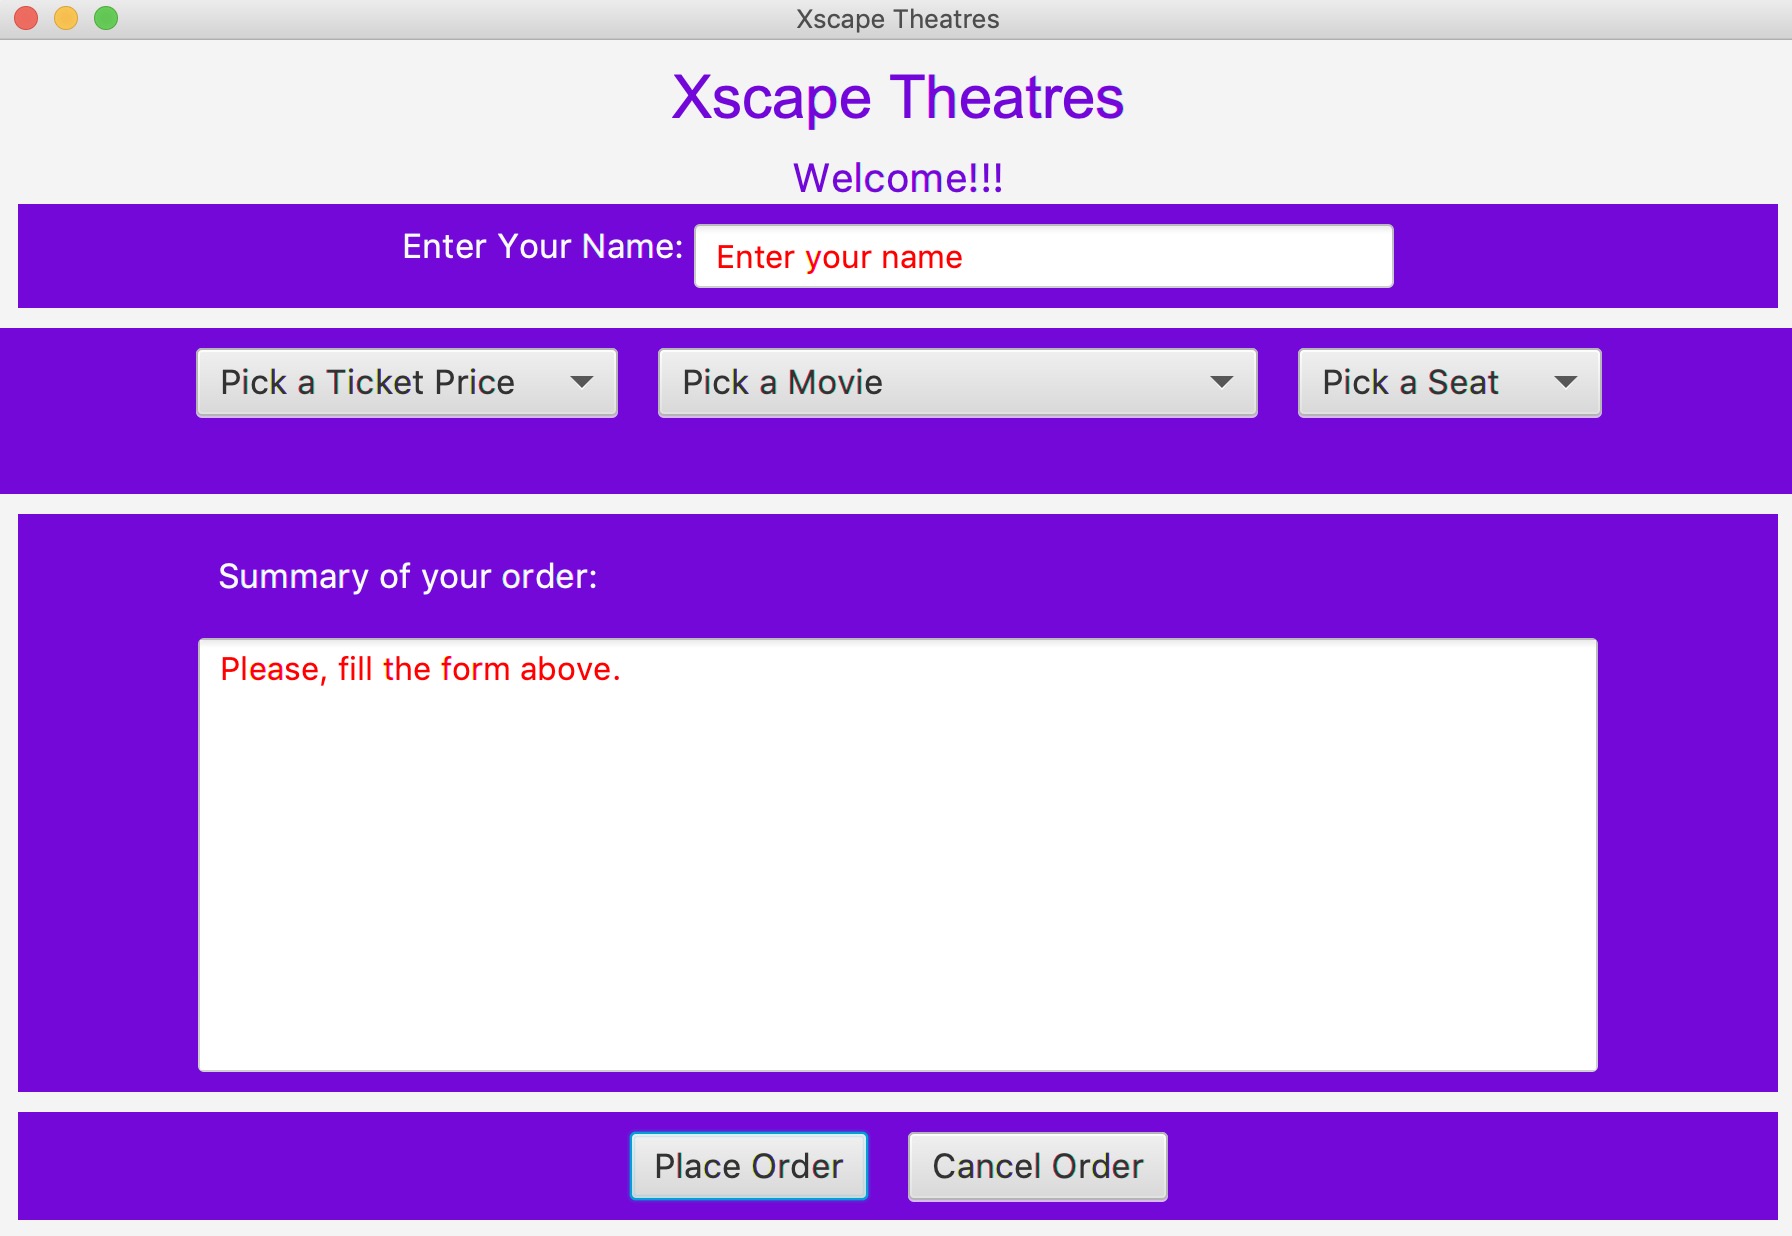 Xscape Theatres
Xscape Theatres
Welcome!!!
Enter Your Name: Enter your name
Pick a Ticket Price Pick a Movie Pick a Seat
Summary of your order:
Please, fill the form above.
Place Order Cancel Order